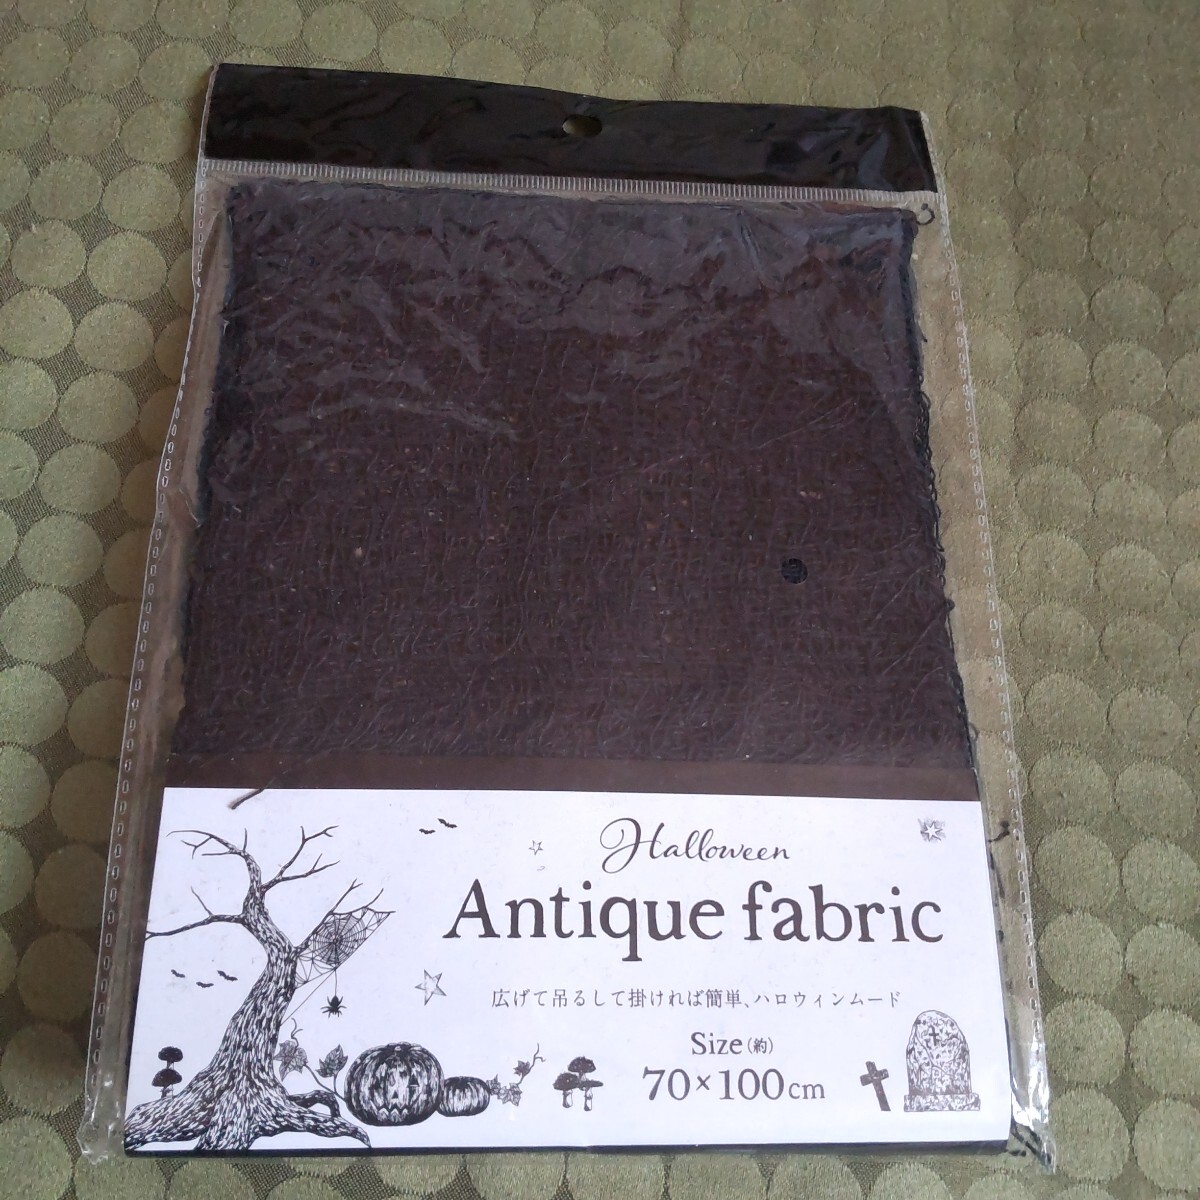 Halloween
Antique fabric
広げて吊るして掛ければ簡単、ハロウィンムード
Size(約)
70×100cm